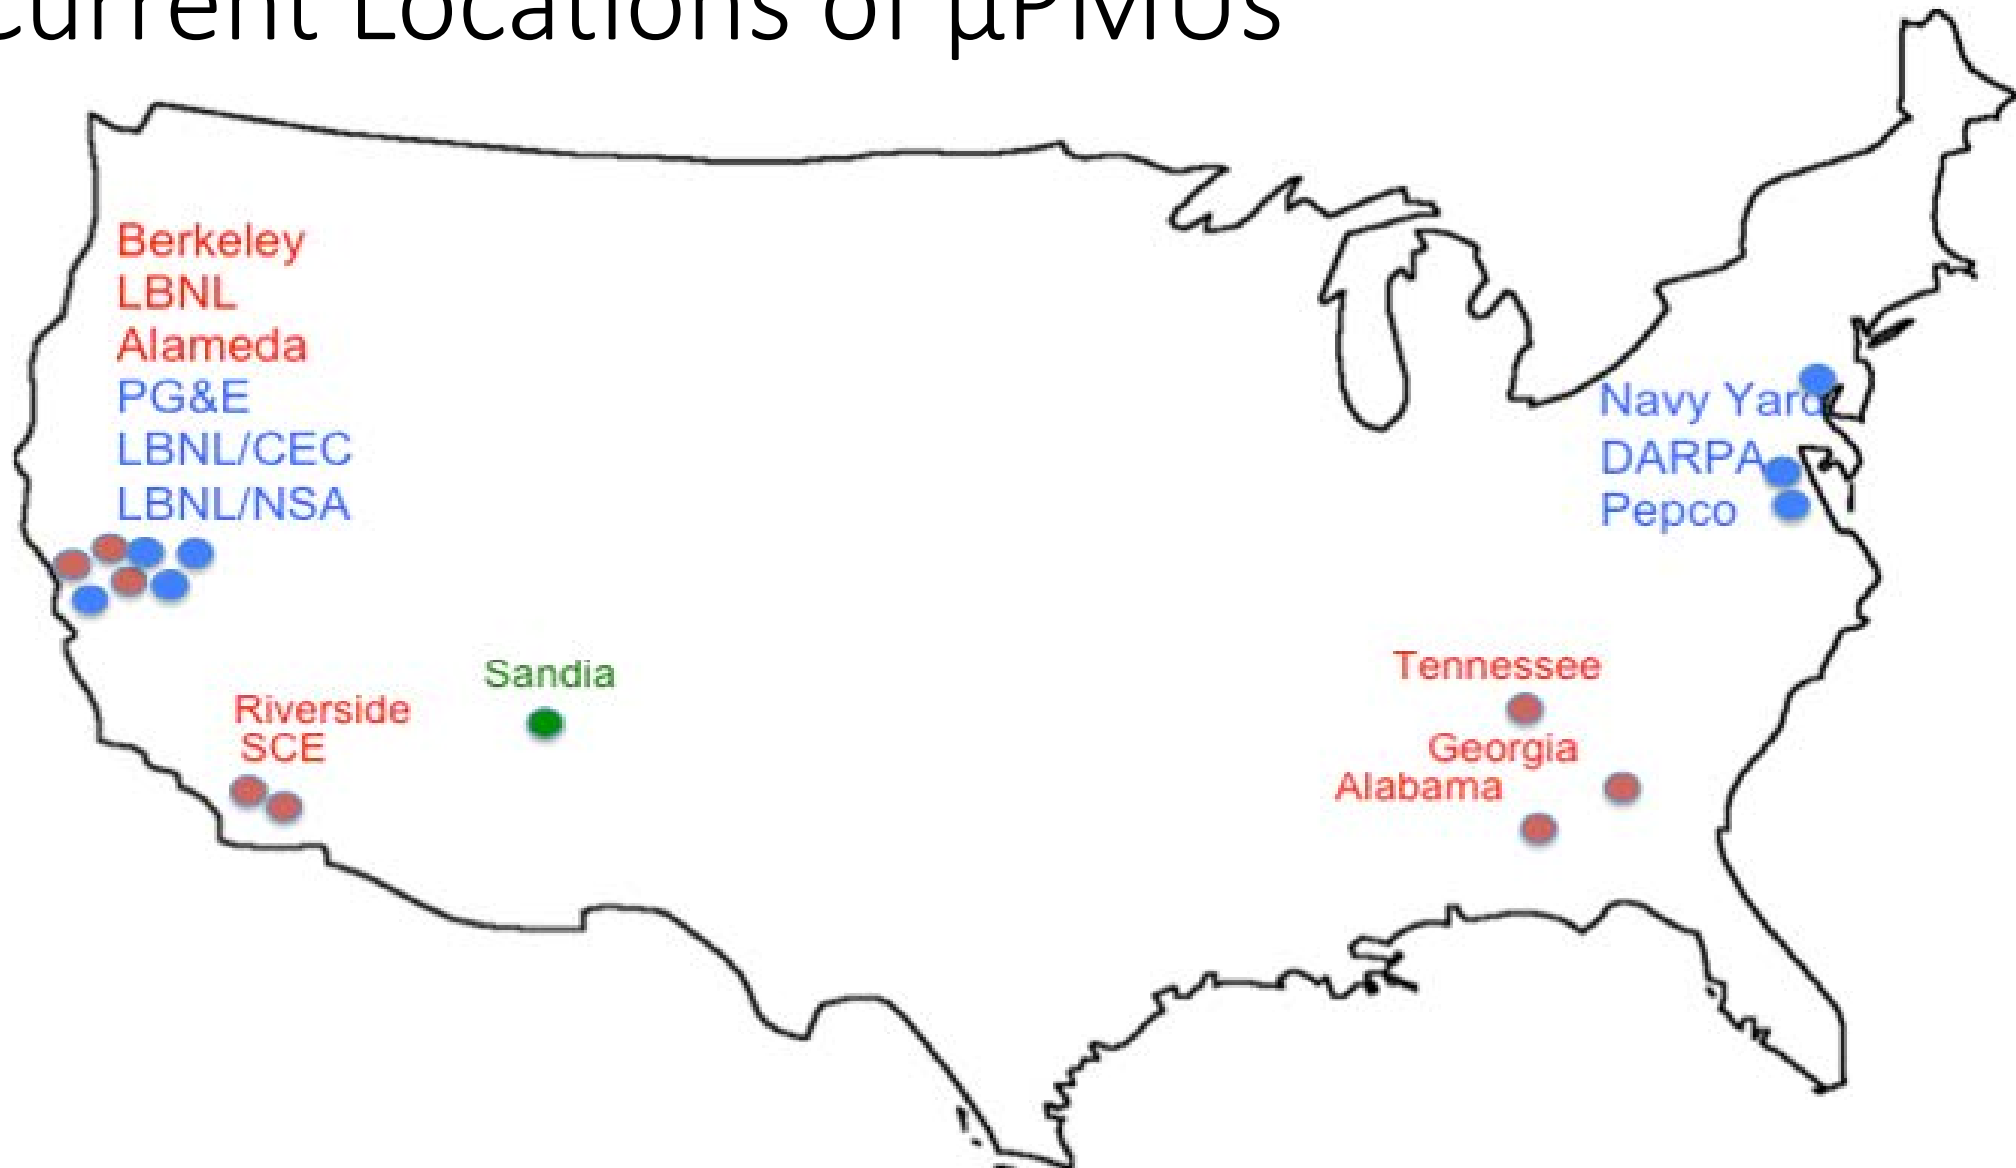 Current Locations of µPMUs
Berkeley
LBNL
Alameda
PG&E
LBNL/CEC
LBNL/NSA
Navy Yard
DARPA
Pepco
Sandia
Riverside
SCE
Tennessee
Georgia
Alabama